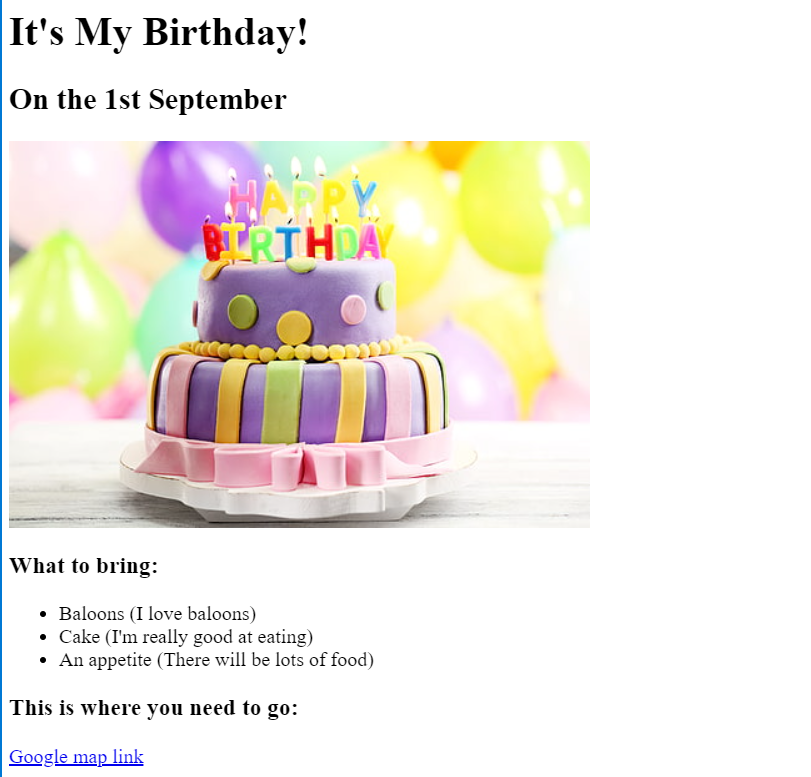 It's My Birthday!
On the 1st September
HAPPY
BIRTHDAY
What to bring:
Baloons (I love baloons)
Cake (I'm really good at eating)
An appetite (There will be lots of food)
This is where you need to go:
Google map link